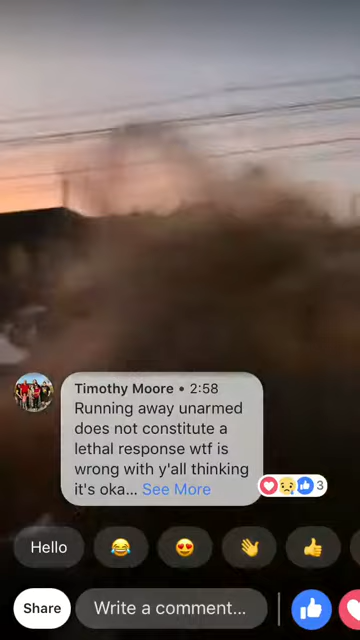 Timothy Moore • 2:58
Running away unarmed
does not constitute a
lethal response wtf is
wrong with y'all thinking
it's oka... See More
3
Hello
Share
Write a comment...